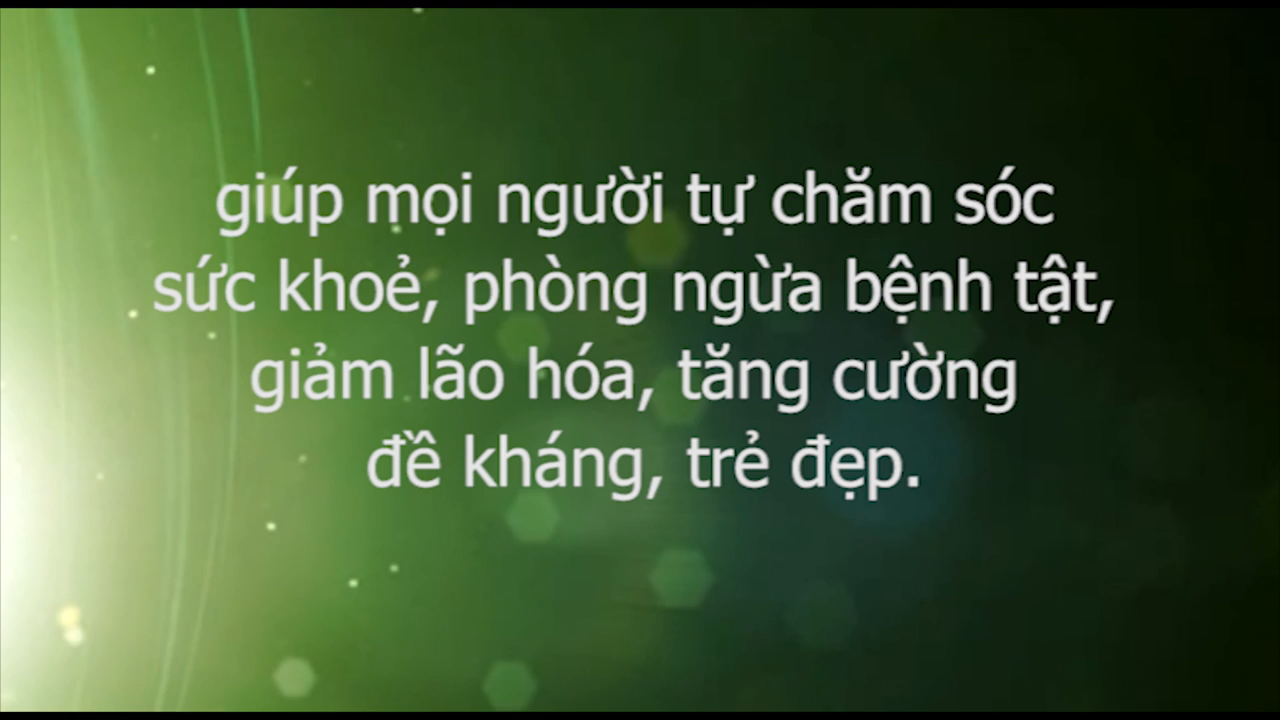 giúp mọi người tự chăm sóc
sức khoẻ, phòng ngừa bệnh tật,
giảm lão hóa, tăng cường
đề kháng, trẻ đẹp.